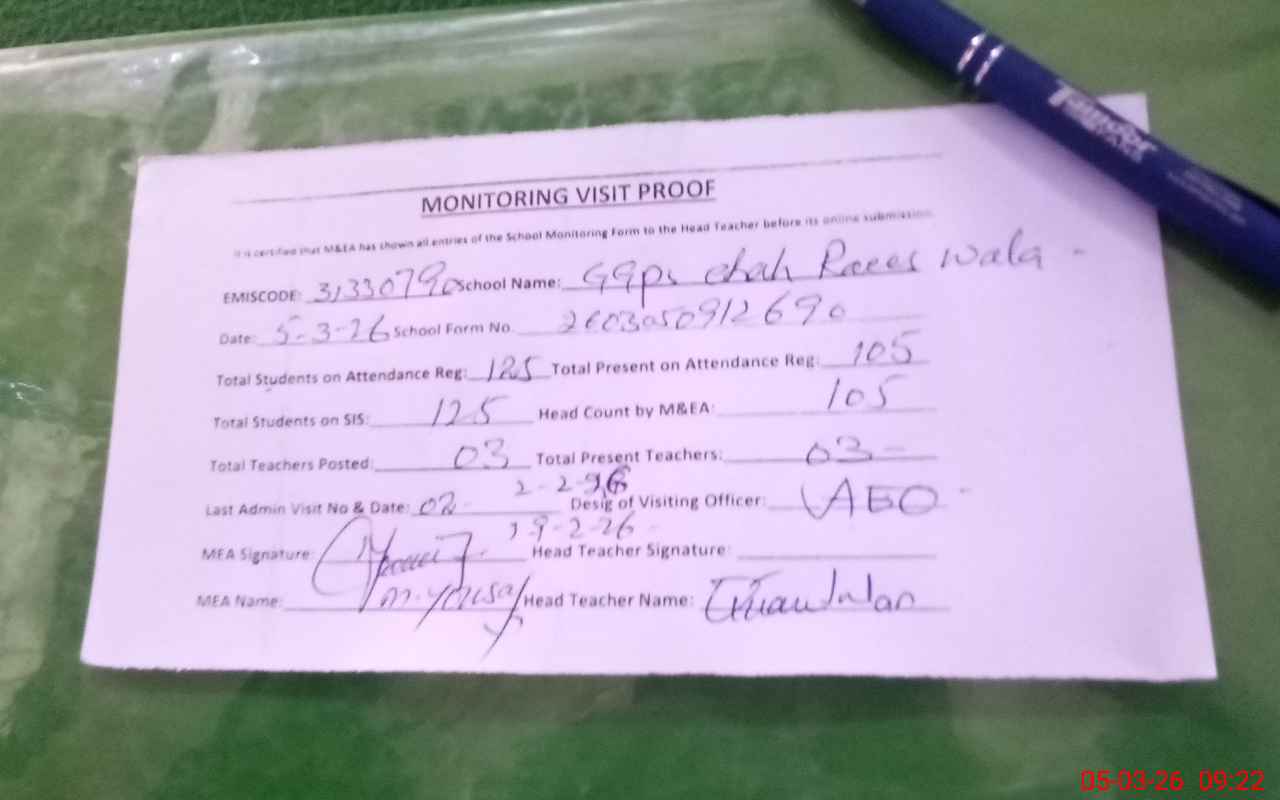 MONITORING VISIT PROOF
It is certified that M&EA has shown all entries of the School Monitoring Form to the Head Teacher before its online submission.
EMISCODE: 31330790 School Name: GGPS chah Raees wala
Date: 5-3-26 School Form No. 2603050912690
Total Students on Attendance Reg: 125 Total Present on Attendance Reg: 105
Total Students on SIS: 125 Head Count by M&EA: 105
Total Teachers Posted: 03 Total Present Teachers: 03
2-2-26
Last Admin Visit No & Date: 02 Desig of Visiting Officer: AEO
19-2-26
MEA Signature: Head Teacher Signature:
MEA Name: M. Yousaf Head Teacher Name:
05-03-26 09:22